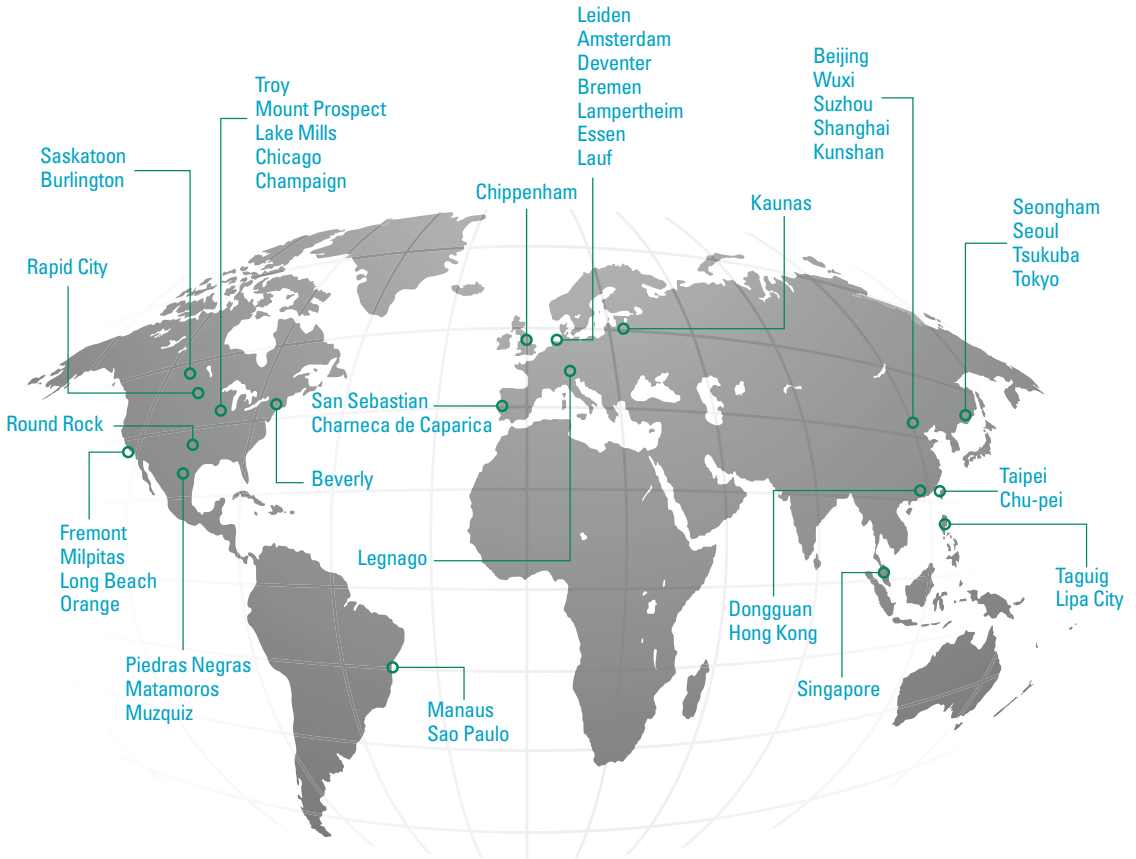 Leiden
Amsterdam
Deventer
Bremen
Lampertheim
Essen
Lauf
Beijing
Wuxi
Suzhou
Shanghai
Kunshan
Troy
Mount Prospect
Lake Mills
Chicago
Champaign
Saskatoon
Burlington
Chippenham
Kaunas
Seongham
Seoul
Tsukuba
Tokyo
Rapid City
San Sebastian
Charneca de Caparica
Round Rock
Beverly
Taipei
Chu-pei
Fremont
Milpitas
Long Beach
Orange
Legnago
Taguig
Lipa City
Dongguan
Hong Kong
Piedras Negras
Matamoros
Muzquiz
Singapore
Manaus
Sao Paulo